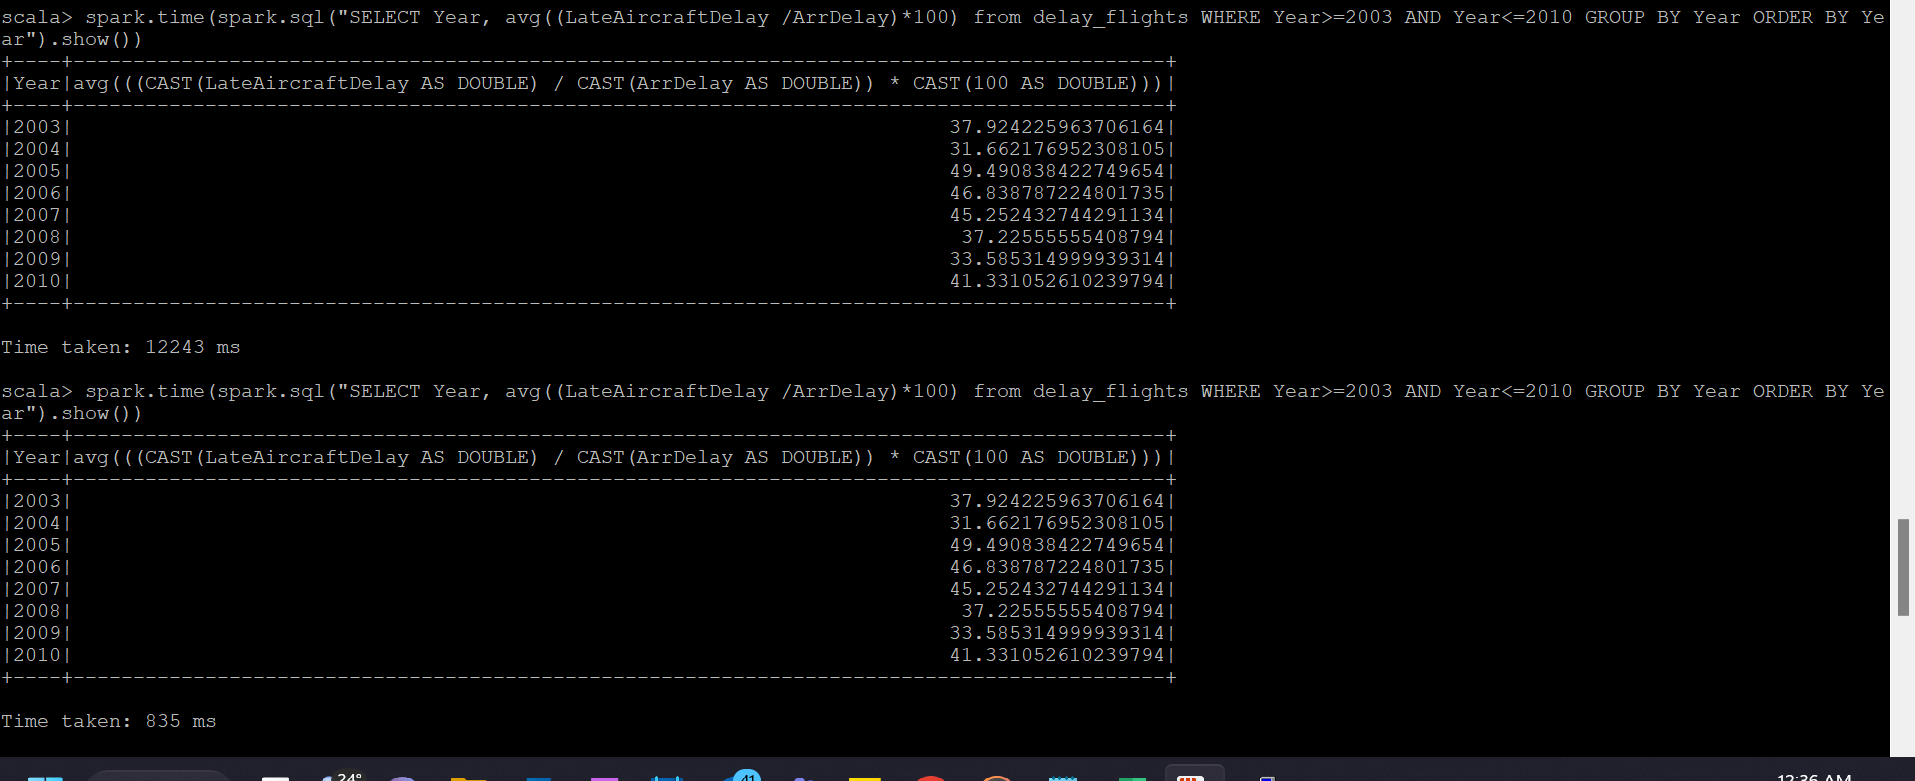 scala> spark.time(spark.sql("SELECT Year, avg((LateAircraftDelay /ArrDelay)*100) from delay_flights WHERE Year>=2003 AND Year<=2010 GROUP BY Year ORDER BY Ye
ar").show())
+----+-------------------------------------------------------------------------------------------+
|Year|avg(((CAST(LateAircraftDelay AS DOUBLE) / CAST(ArrDelay AS DOUBLE)) * CAST(100 AS DOUBLE)))|
+----+-------------------------------------------------------------------------------------------+
|2003|                                                                         37.924225963706164|
|2004|                                                                         31.662176952308105|
|2005|                                                                         49.490838422749654|
|2006|                                                                         46.838787224801735|
|2007|                                                                         45.252432744291134|
|2008|                                                                          37.22555555408794|
|2009|                                                                         33.585314999939314|
|2010|                                                                         41.331052610239794|
+----+-------------------------------------------------------------------------------------------+
Time taken: 12243 ms
scala> spark.time(spark.sql("SELECT Year, avg((LateAircraftDelay /ArrDelay)*100) from delay_flights WHERE Year>=2003 AND Year<=2010 GROUP BY Year ORDER BY Ye
ar").show())
+----+-------------------------------------------------------------------------------------------+
|Year|avg(((CAST(LateAircraftDelay AS DOUBLE) / CAST(ArrDelay AS DOUBLE)) * CAST(100 AS DOUBLE)))|
+----+-------------------------------------------------------------------------------------------+
|2003|                                                                         37.924225963706164|
|2004|                                                                         31.662176952308105|
|2005|                                                                         49.490838422749654|
|2006|                                                                         46.838787224801735|
|2007|                                                                         45.252432744291134|
|2008|                                                                          37.22555555408794|
|2009|                                                                         33.585314999939314|
|2010|                                                                         41.331052610239794|
+----+-------------------------------------------------------------------------------------------+
Time taken: 835 ms
24° 41 12:36 AM